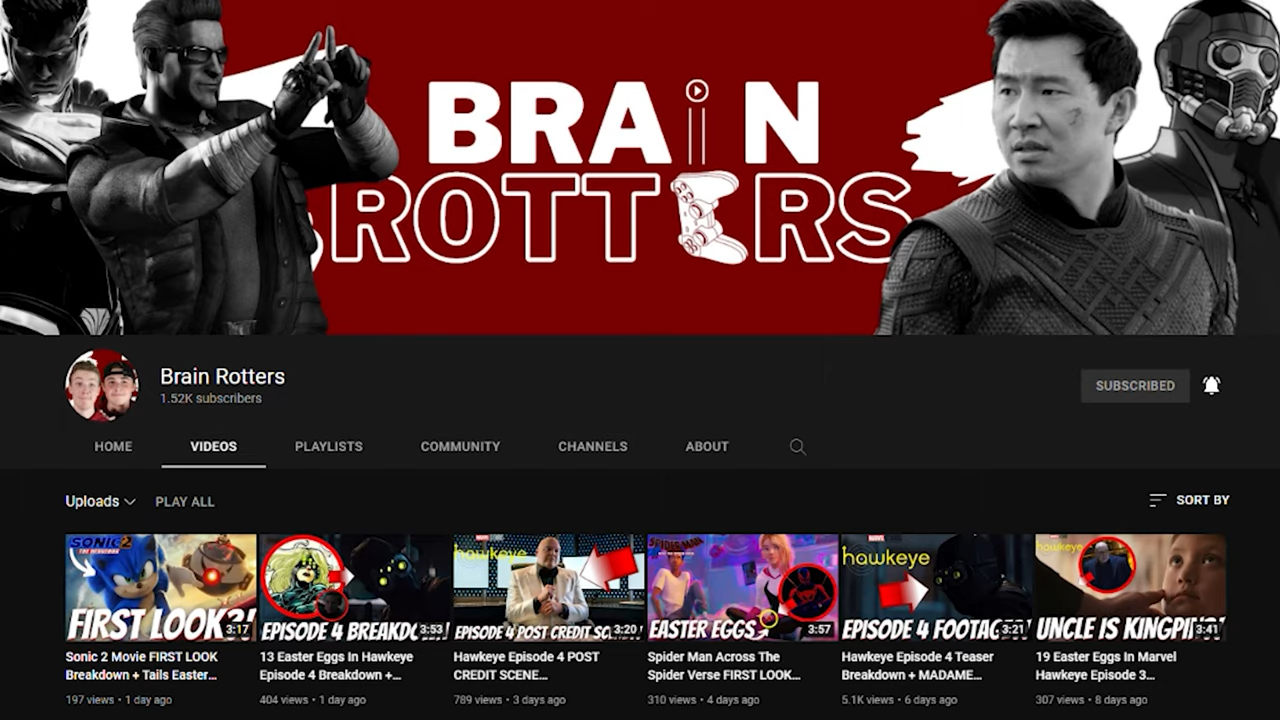 BRAIN
ROTTERS
Brain Rotters
1.52K subscribers
SUBSCRIBED
HOME
VIDEOS
PLAYLISTS
COMMUNITY
CHANNELS
ABOUT
Uploads
PLAY ALL
SORT BY
SONIC 2
THE HEDGEHOG
FIRST LOOK?!
3:17
EPISODE 4 BREAKDO
3:53
hawkeye
EPISODE 4 POST CREDIT SC
3:20
SPIDER-MAN
EASTER EGGS
3:57
MARVEL
hawkeye
EPISODE 4 FOOTAG
3:21
hawkeye
UNCLE IS KINGPIN?!
3:41
Sonic 2 Movie FIRST LOOK
Breakdown + Tails Easter...
197 views • 1 day ago
13 Easter Eggs In Hawkeye
Episode 4 Breakdown +...
404 views • 1 day ago
Hawkeye Episode 4 POST
CREDIT SCENE...
789 views • 3 days ago
Spider Man Across The
Spider Verse FIRST LOOK...
310 views • 4 days ago
Hawkeye Episode 4 Teaser
Breakdown + MADAME...
5.1K views • 6 days ago
19 Easter Eggs In Marvel
Hawkeye Episode 3...
307 views • 8 days ago